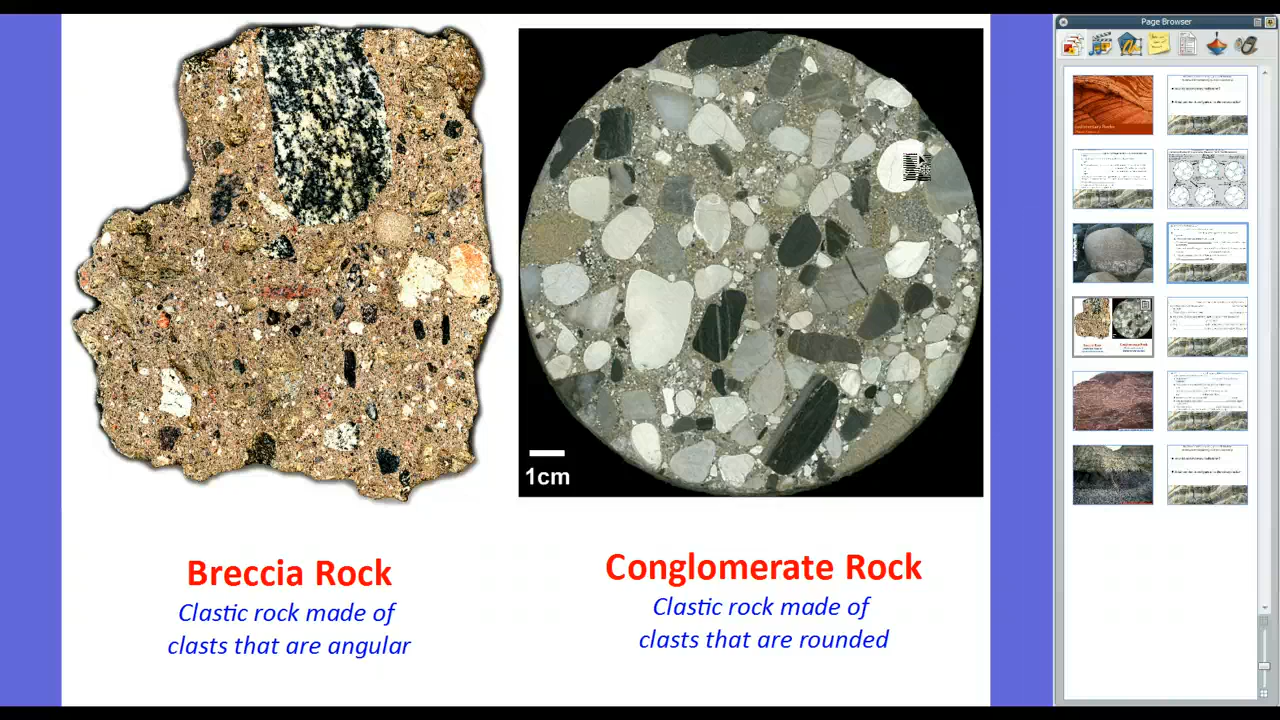 Page Browser
1cm
Breccia Rock
Clastic rock made of
clasts that are angular
Conglomerate Rock
Clastic rock made of
clasts that are rounded